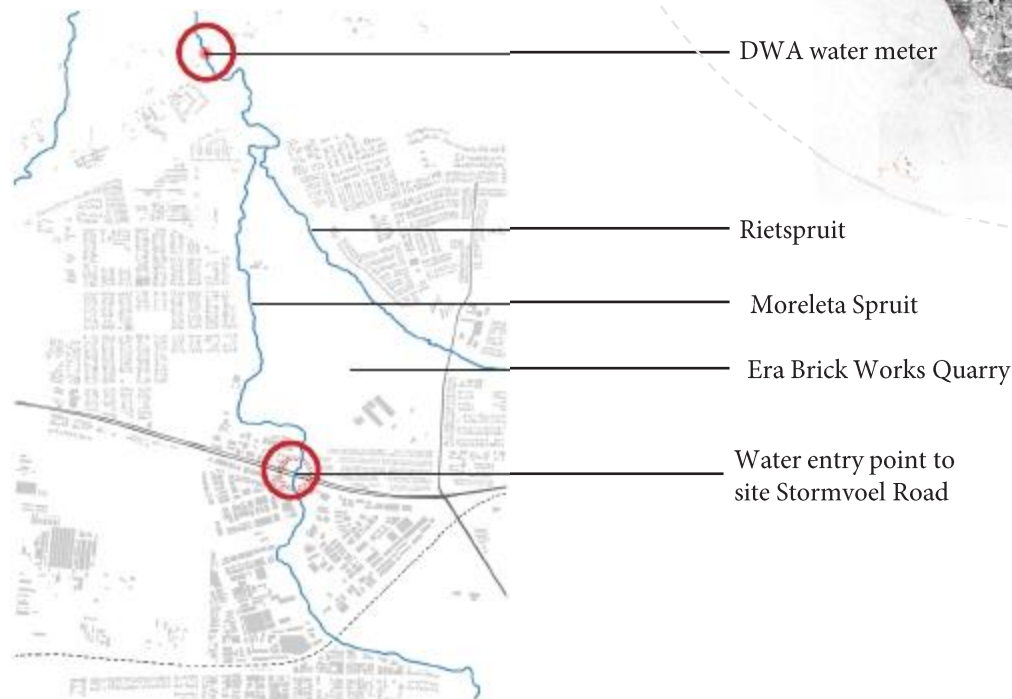 DWA water meter
Rietspruit
Moreleta Spruit
Era Brick Works Quarry
Water entry point to
site Stormvoel Road